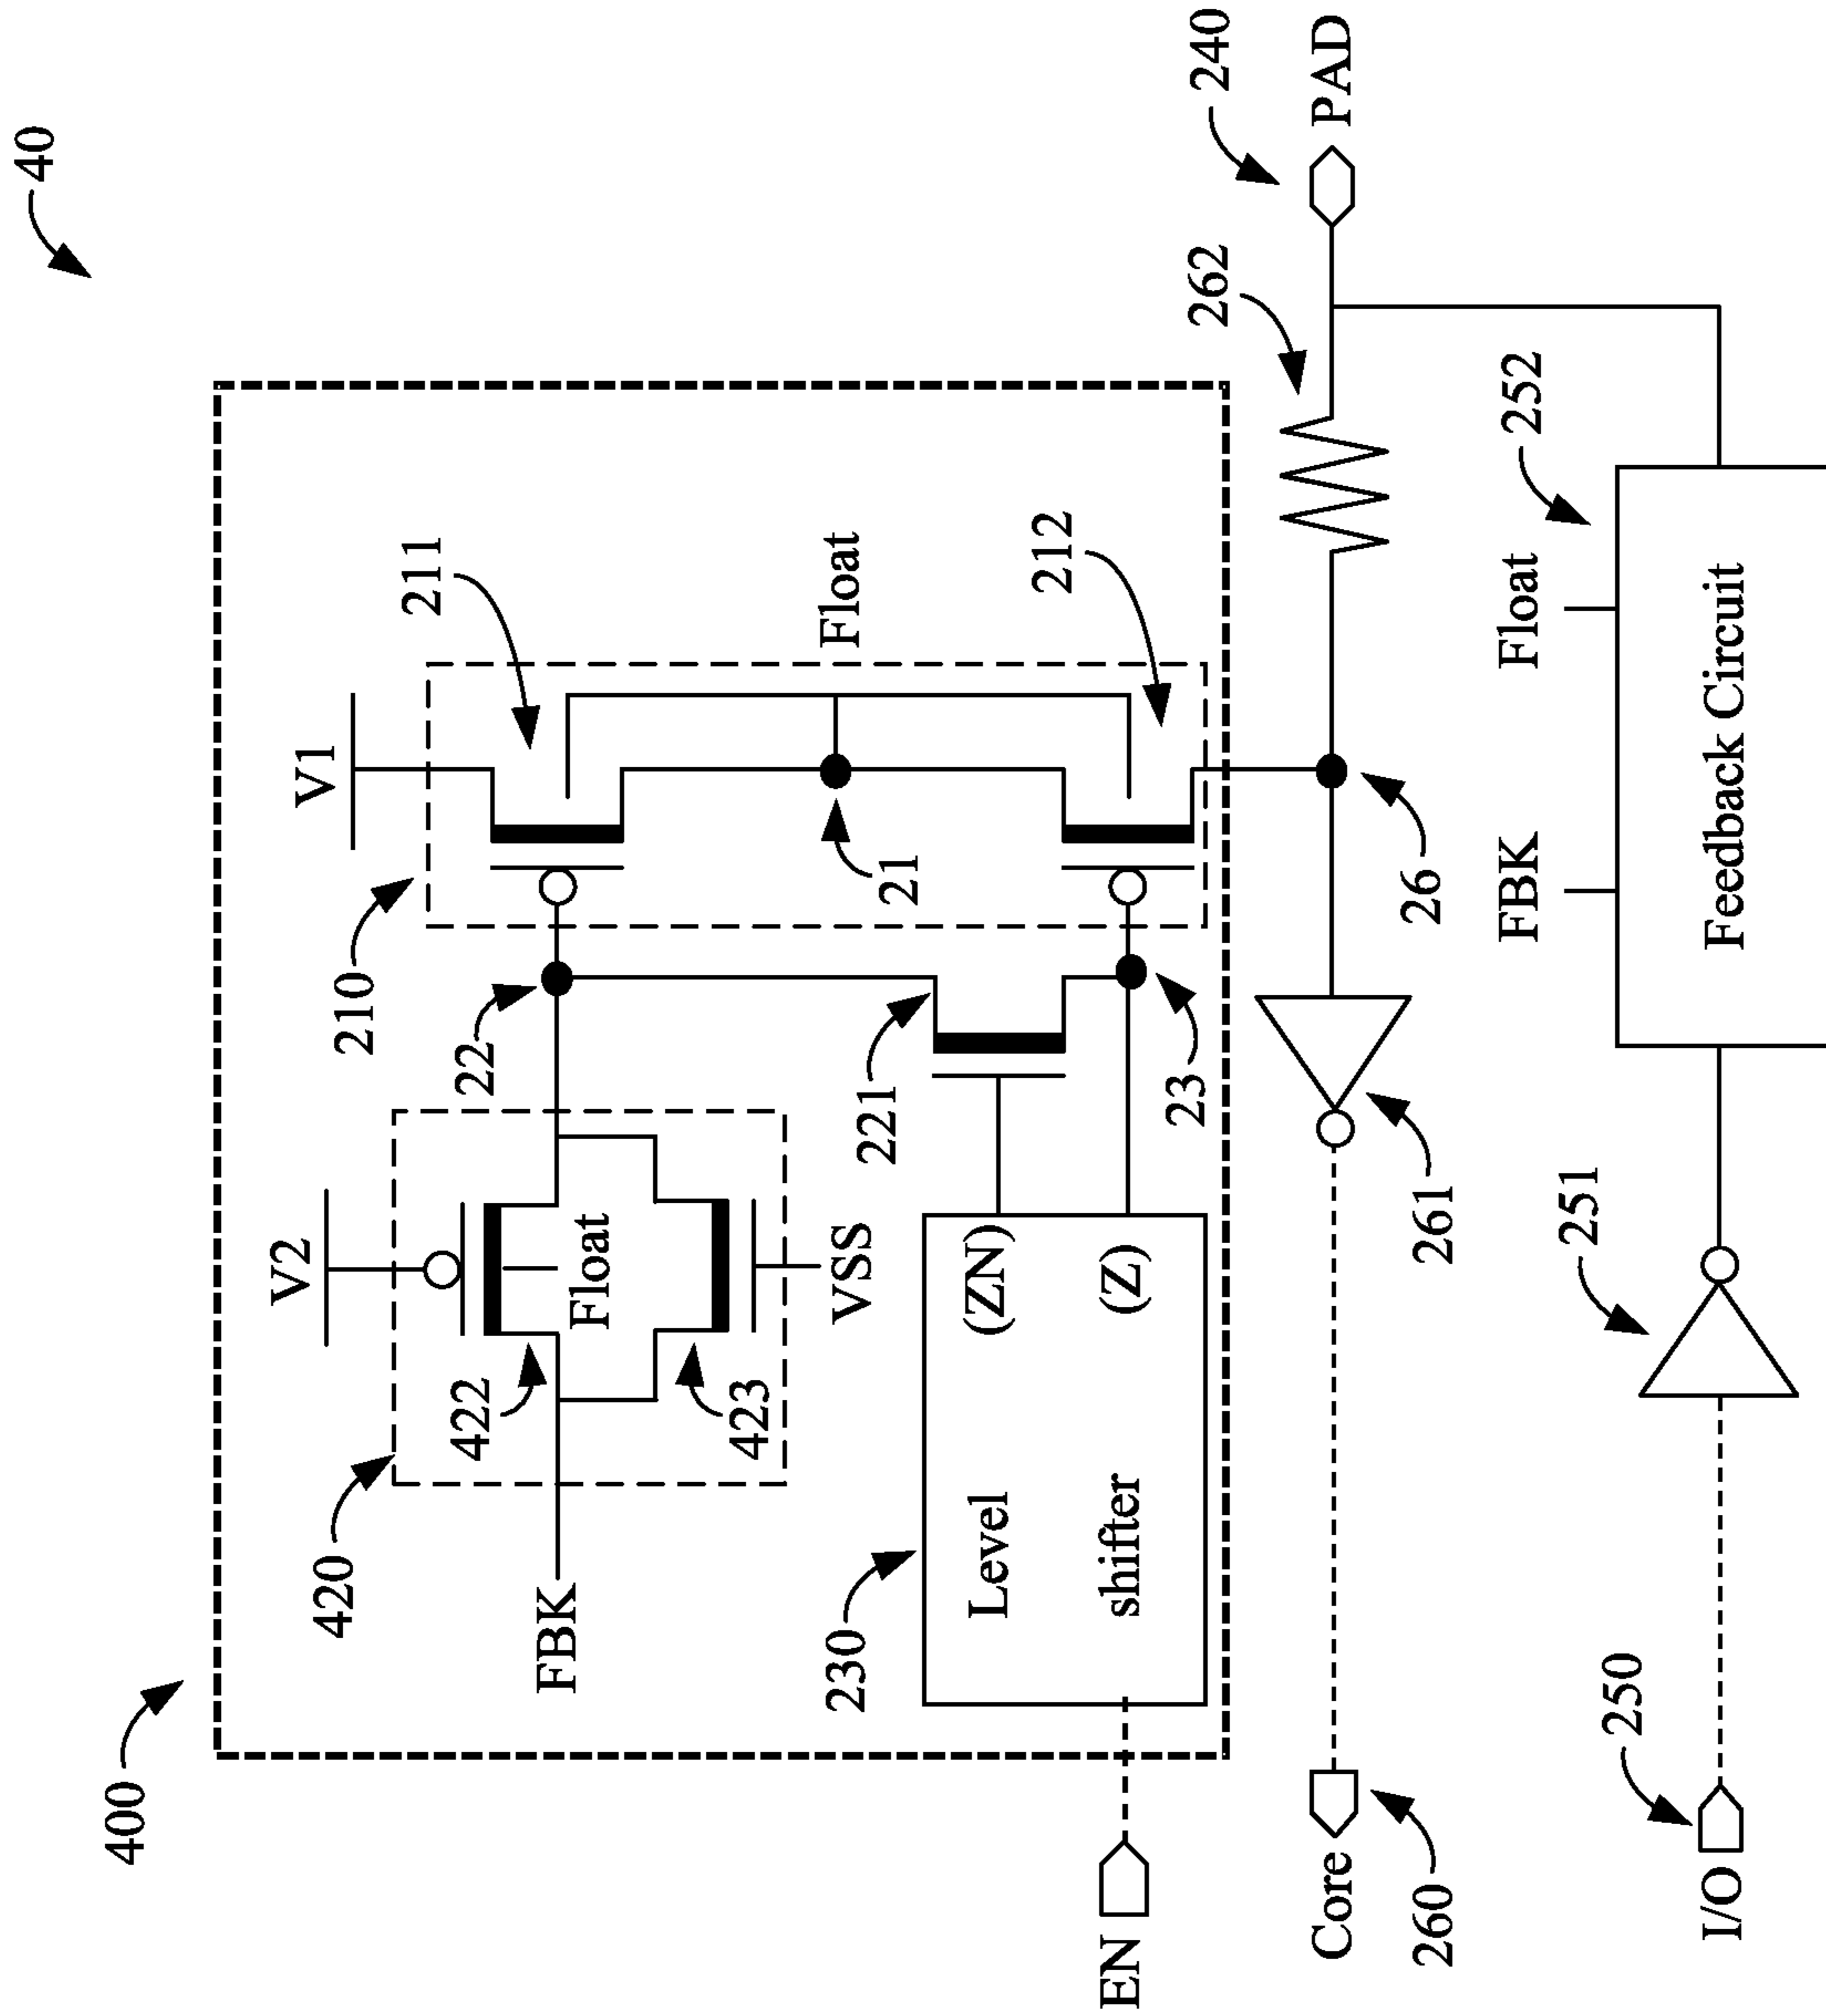 40
400
420
V2
210
V1
211
422
22
FBK
Float
423
VSS
21
Float
230
Level
shifter
(ZN)
(Z)
221
23
212
262
240
EN
Core
260
261
26
PAD
250
I/O
251
FBK
Float
252
Feedback Circuit